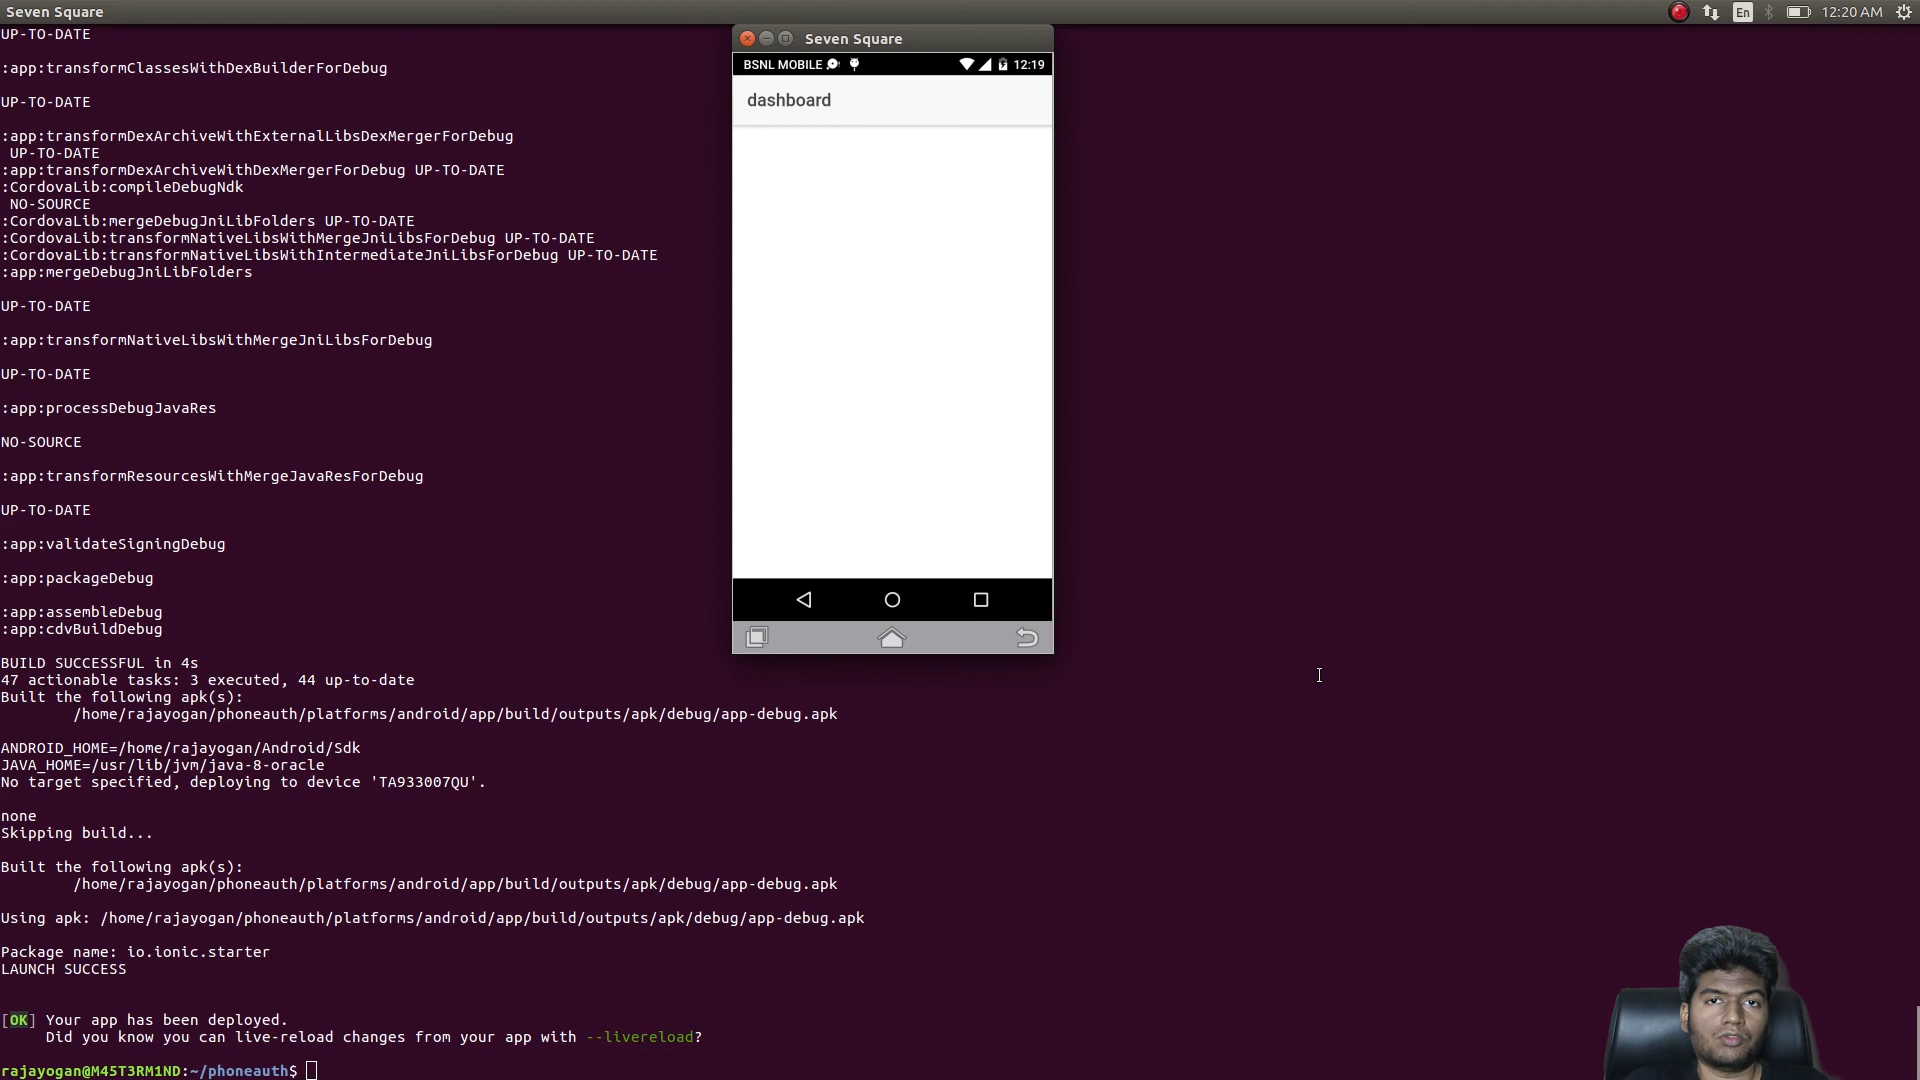 Seven Square
En
12:20 AM
UP-TO-DATE
:app:transformClassesWithDexBuilderForDebug
UP-TO-DATE
:app:transformDexArchiveWithExternalLibsDexMergerForDebug
UP-TO-DATE
:app:transformDexArchiveWithDexMergerForDebug UP-TO-DATE
:CordovaLib:compileDebugNdk
NO-SOURCE
:CordovaLib:mergeDebugJniLibFolders UP-TO-DATE
:CordovaLib:transformNativeLibsWithMergeJniLibsForDebug UP-TO-DATE
:CordovaLib:transformNativeLibsWithIntermediateJniLibsForDebug UP-TO-DATE
:app:mergeDebugJniLibFolders
UP-TO-DATE
:app:transformNativeLibsWithMergeJniLibsForDebug
UP-TO-DATE
:app:processDebugJavaRes
NO-SOURCE
:app:transformResourcesWithMergeJavaResForDebug
UP-TO-DATE
:app:validateSigningDebug
:app:packageDebug
:app:assembleDebug
:app:cdvBuildDebug
BUILD SUCCESSFUL in 4s
47 actionable tasks: 3 executed, 44 up-to-date
Built the following apk(s):
/home/rajayogan/phoneauth/platforms/android/app/build/outputs/apk/debug/app-debug.apk
ANDROID_HOME=/home/rajayogan/Android/Sdk
JAVA_HOME=/usr/lib/jvm/java-8-oracle
No target specified, deploying to device 'TA933007QU'.
none
Skipping build...
Built the following apk(s):
/home/rajayogan/phoneauth/platforms/android/app/build/outputs/apk/debug/app-debug.apk
Using apk: /home/rajayogan/phoneauth/platforms/android/app/build/outputs/apk/debug/app-debug.apk
Package name: io.ionic.starter
LAUNCH SUCCESS
[OK] Your app has been deployed.
Did you know you can live-reload changes from your app with --livereload?
rajayogan@M45T3RM1ND:~/phoneauth$
Seven Square
BSNL MOBILE
12:19
dashboard